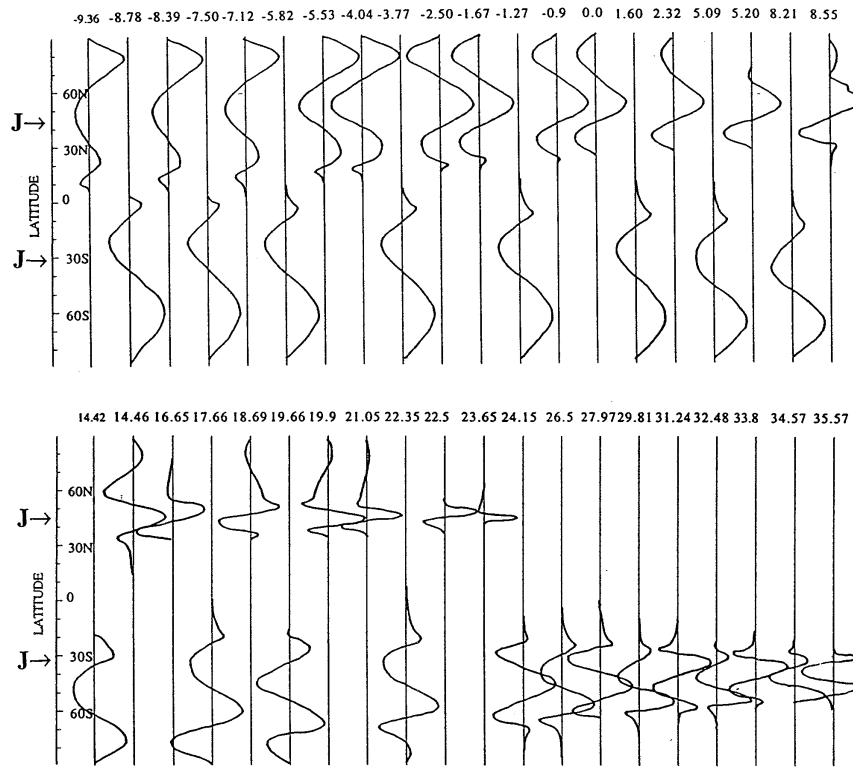 -9.36 -8.78 -8.39 -7.50 -7.12 -5.82 -5.53 -4.04 -3.77 -2.50 -1.67 -1.27 -0.9 0.0 1.60 2.32 5.09 5.20 8.21 8.55
60N
J→
30N
0
LATITUDE
J→
30S
60S
14.42 14.46 16.65 17.66 18.69 19.66 19.9 21.05 22.35 22.5 23.65 24.15 26.5 27.97 29.81 31.24 32.48 33.8 34.57 35.57
60N
J→
30N
0
LATITUDE
J→
30S
60S